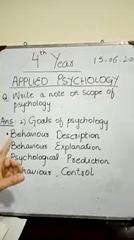 4th Year
15-06-20
APPLIED PSYCHOLOGY
Q. Write a note on scope of
psychology.
Ans: 2) Goals of psychology
• Behaviour Description
Behaviour Explanation
Psychological Prediction
Behaviour Control